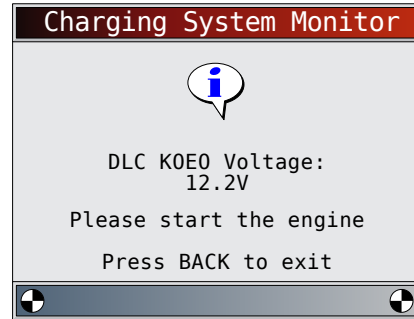 Charging System Monitor
i
DLC KOEO Voltage:
12.2V
Please start the engine
Press BACK to exit